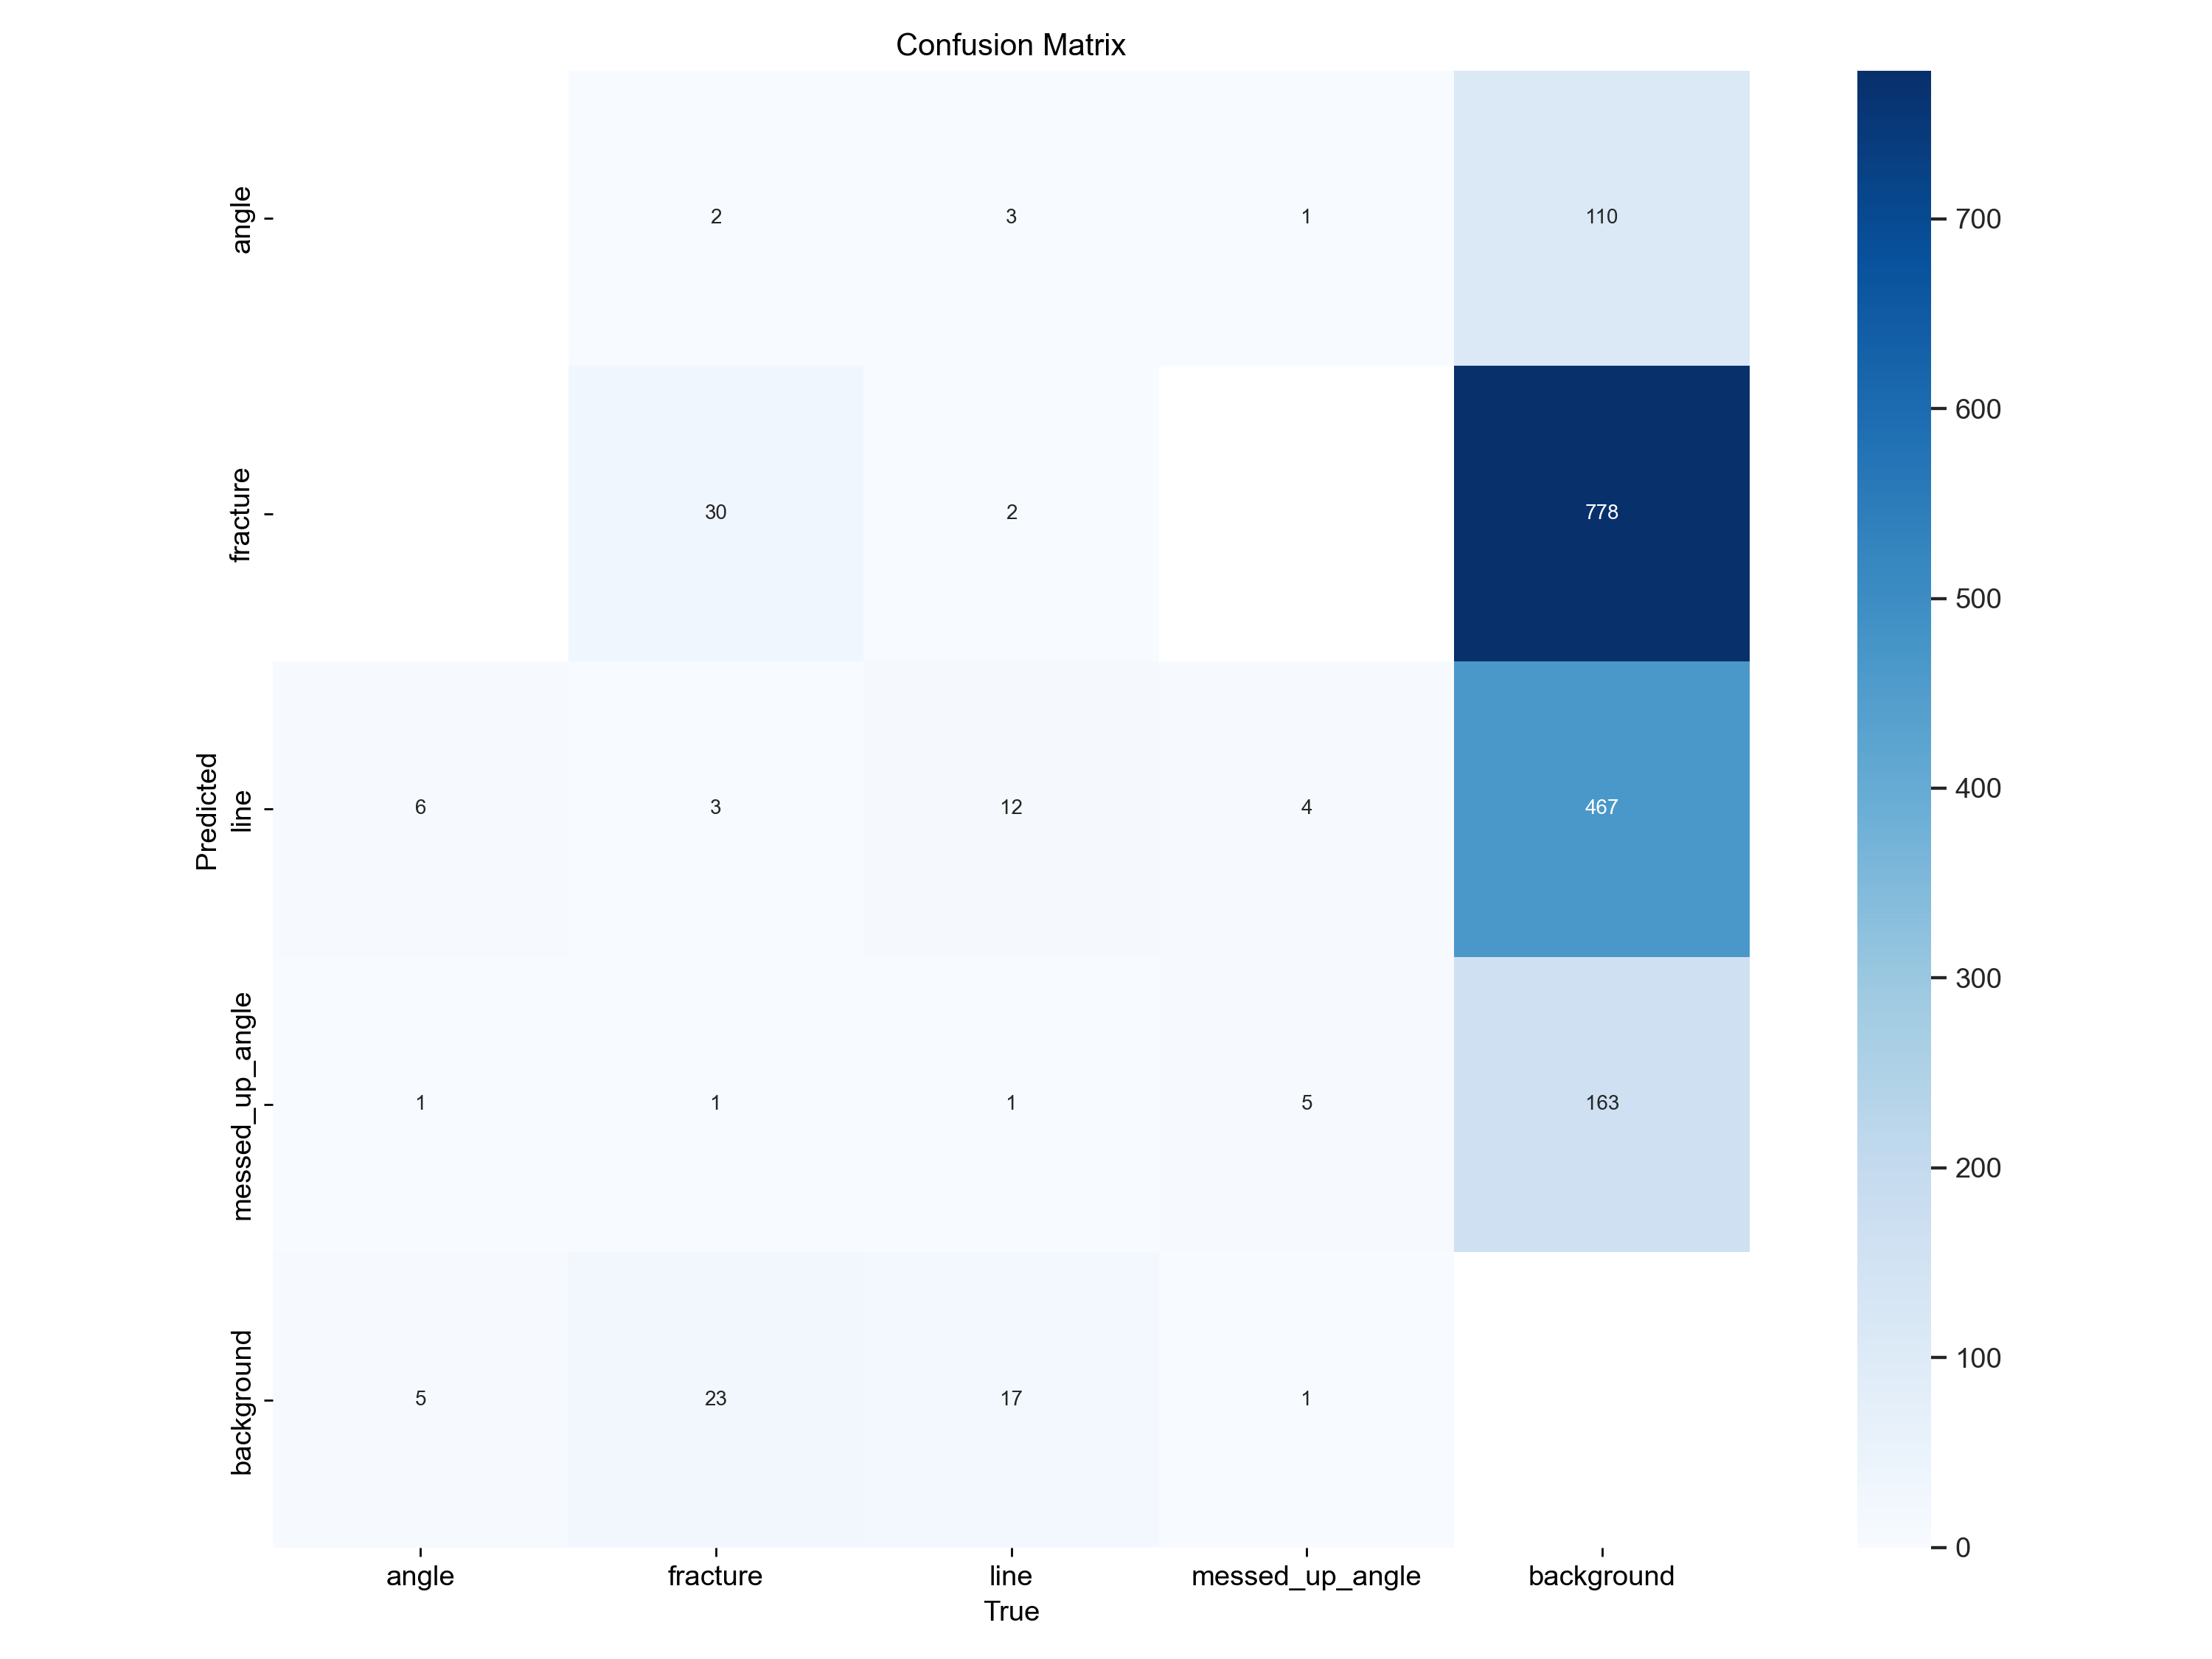 Confusion Matrix
angle
2 3 1 110
700
fracture
30 2 778
600
500
Predicted
line
6 3 12 4 467
400
300
messed_up_angle
1 1 1 5 163
200
100
background
5 23 17 1
0
angle fracture line messed_up_angle background
True